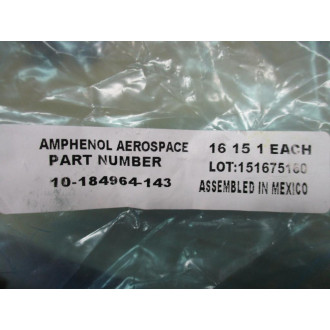 AMPHENOL AEROSPACE 16 15 1 EACH
PART NUMBER LOT:151675180
10-184964-143 ASSEMBLED IN MEXICO